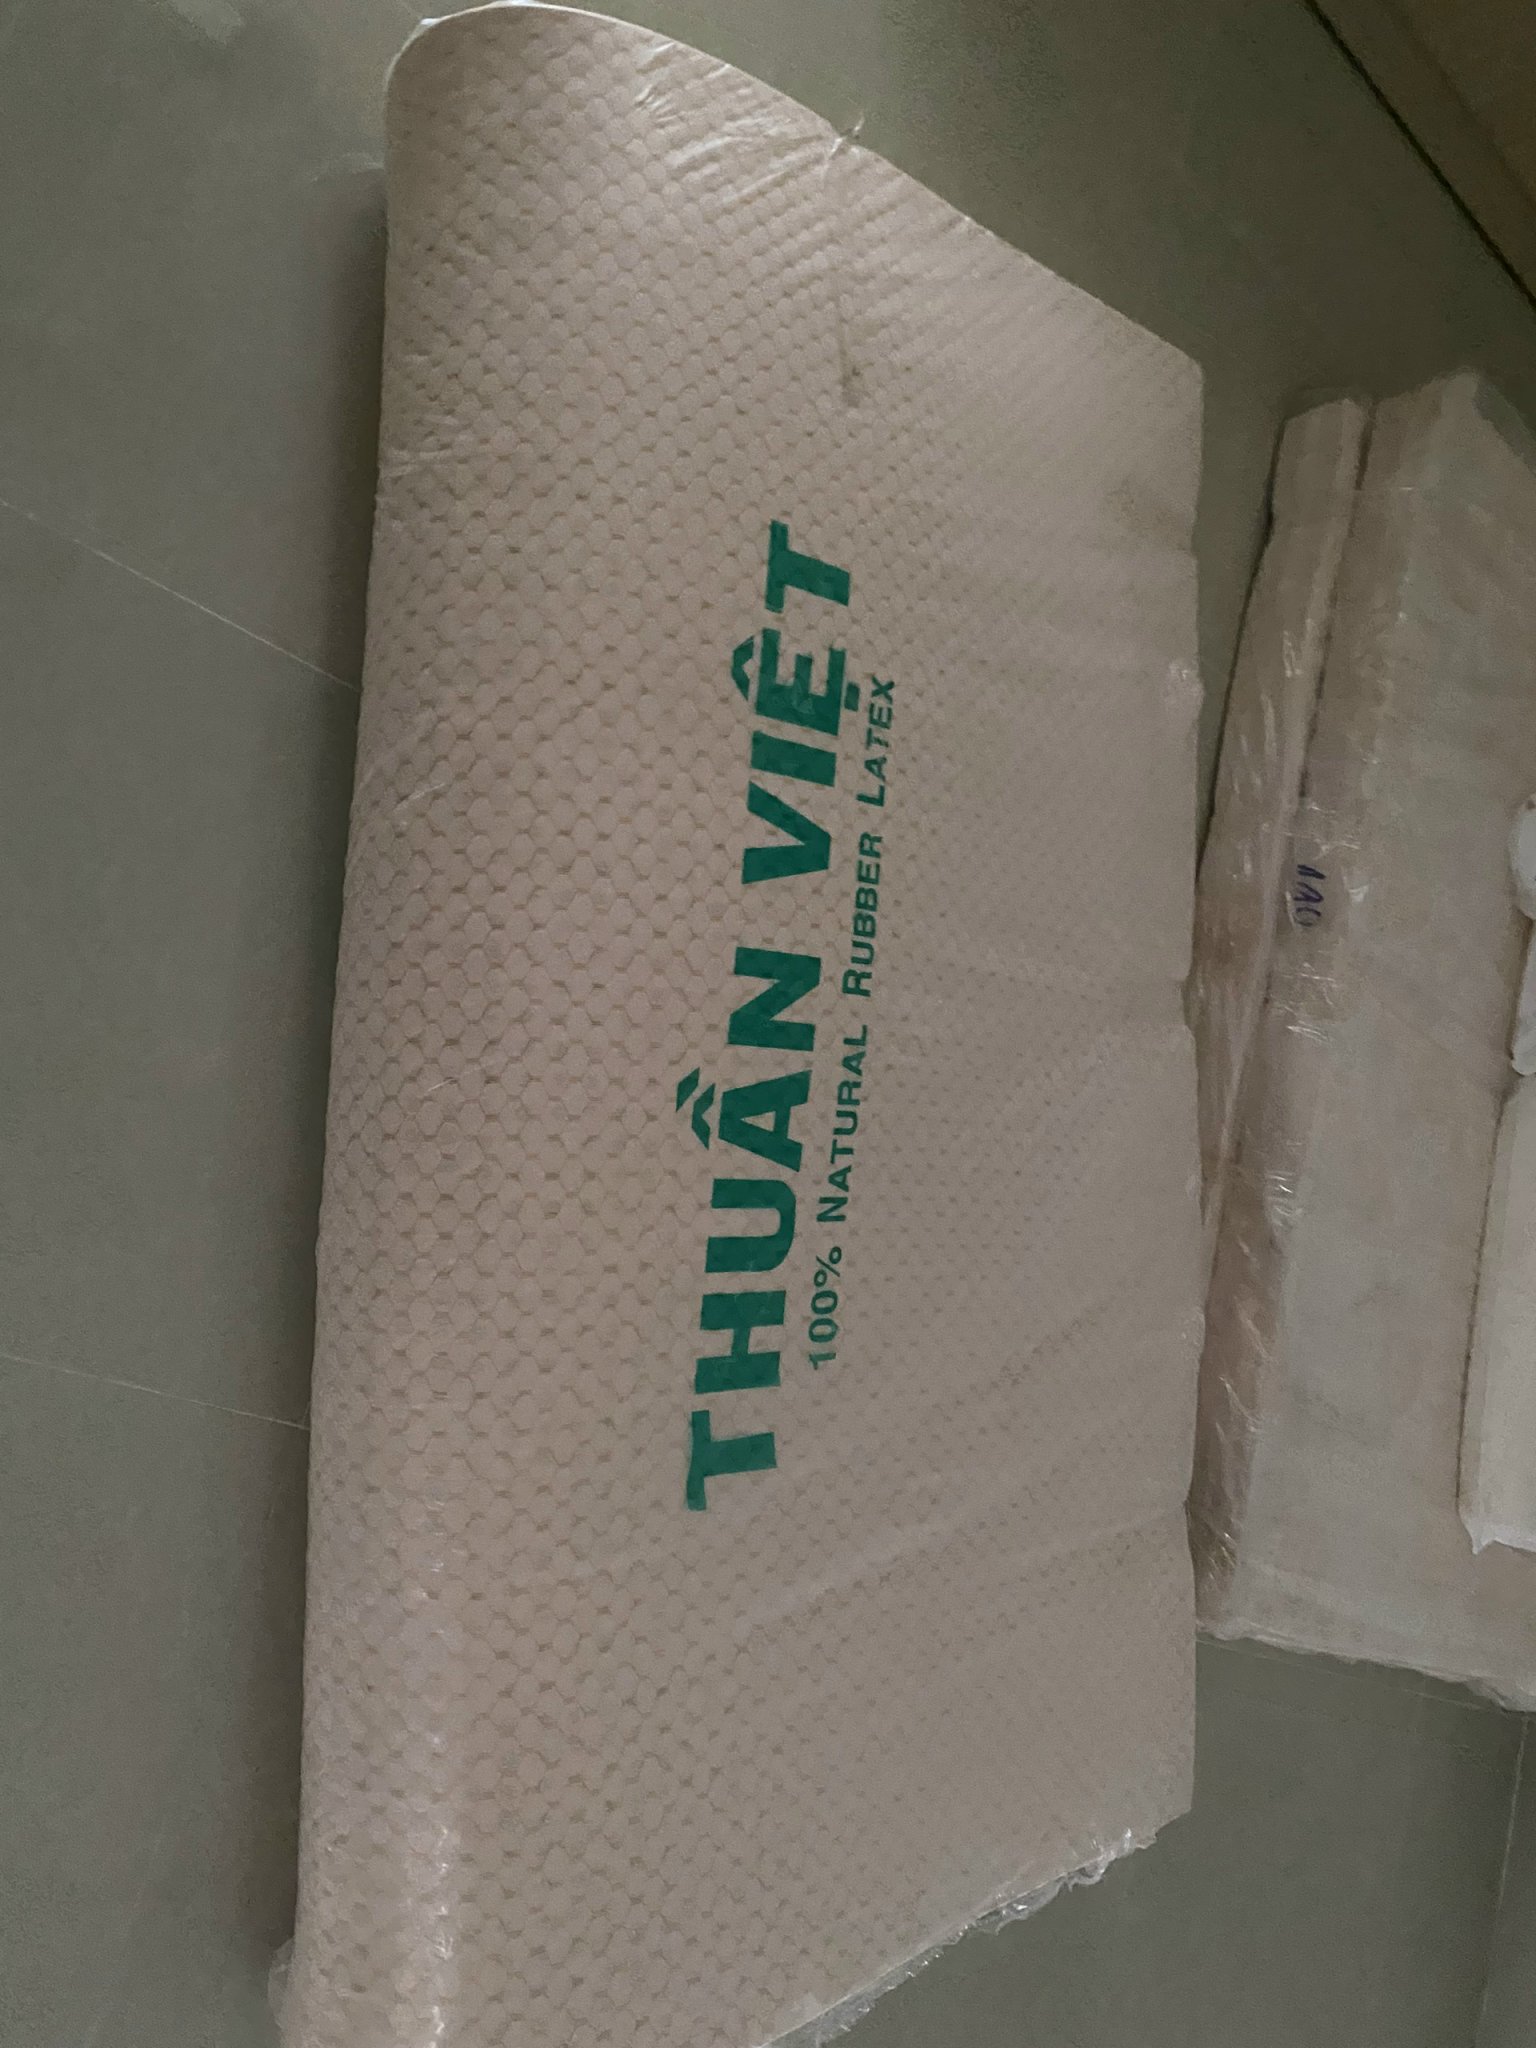 THUẦN VIỆT
100% NATURAL RUBBER LATEX